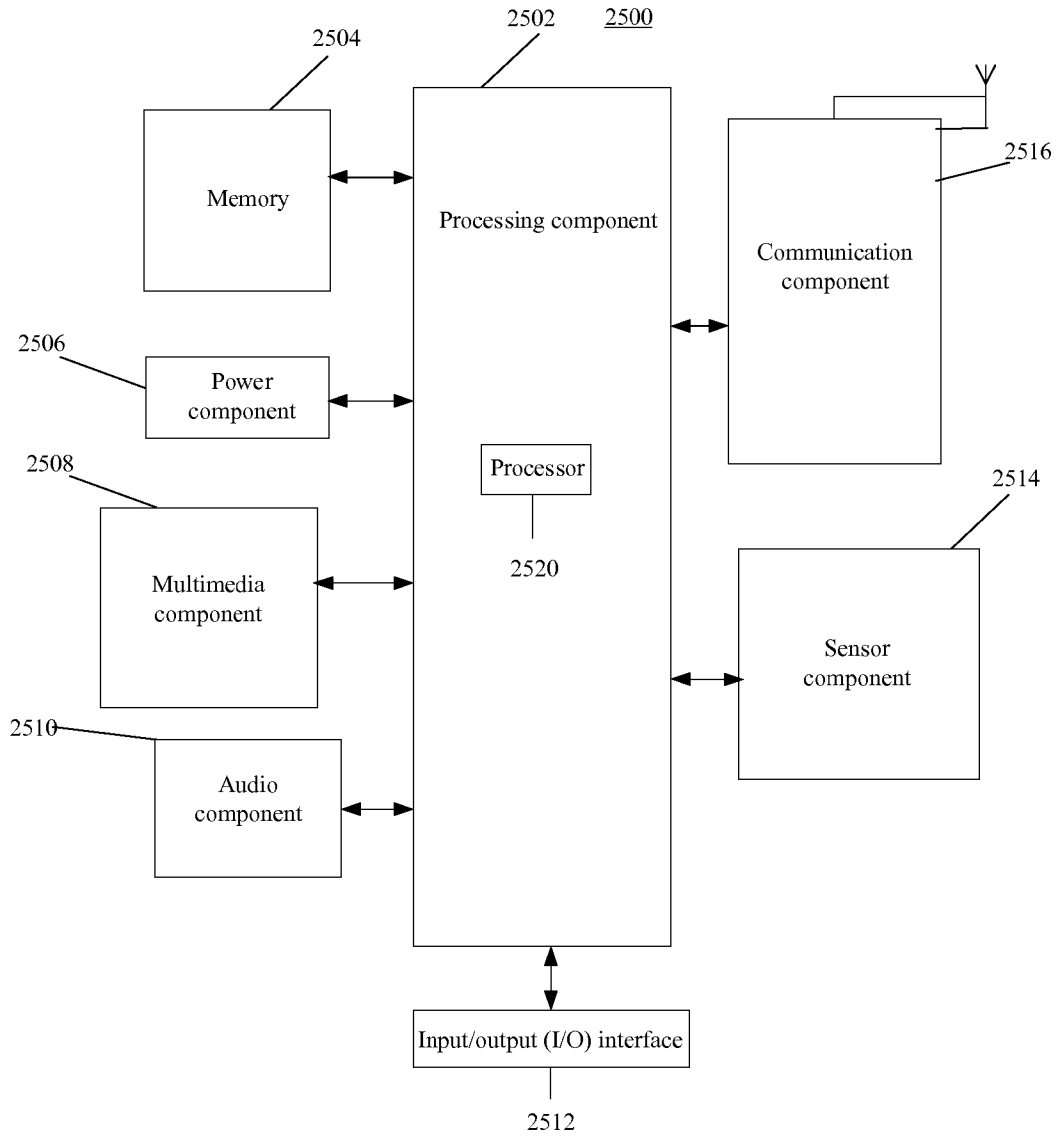 2502
2500
2504
2516
Memory
Processing component
Communication
component
2506
Power
component
2508
Processor
2514
2520
Multimedia
component
Sensor
component
2510
Audio
component
Input/output (I/O) interface
2512